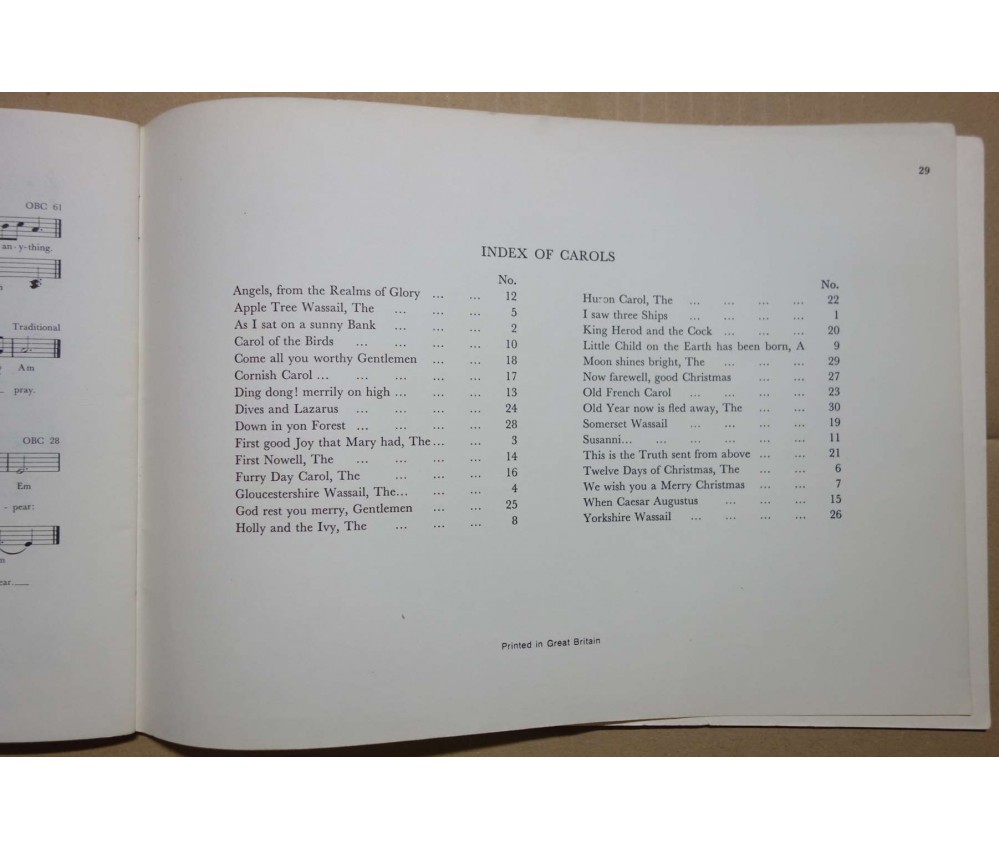 OBC 61
an-y-thing.
Traditional
Am
pray.
OBC 28
Em
- pear:
29
INDEX OF CAROLS
No.
Angels, from the Realms of Glory ... ... 12
Apple Tree Wassail, The ... ... ... 5
As I sat on a sunny Bank ... ... ... 2
Carol of the Birds ... ... ... ... 10
Come all you worthy Gentlemen ... ... 18
Cornish Carol ... ... ... ... ... 17
Ding dong! merrily on high ... ... ... 13
Dives and Lazarus ... ... ... ... 24
Down in yon Forest ... ... ... ... 28
First good Joy that Mary had, The ... ... 3
First Nowell, The ... ... ... ... 14
Furry Day Carol, The ... ... ... 16
Gloucestershire Wassail, The... ... ... 4
God rest you merry, Gentlemen ... ... 25
Holly and the Ivy, The ... ... ... 8
No.
Huron Carol, The ... ... ... ... 22
I saw three Ships ... ... ... ... 1
King Herod and the Cock ... ... ... 20
Little Child on the Earth has been born, A 9
Moon shines bright, The ... ... ... 29
Now farewell, good Christmas ... ... 27
Old French Carol ... ... ... ... 23
Old Year now is fled away, The ... ... 30
Somerset Wassail ... ... ... ... 19
Susanni... ... ... ... ... 11
This is the Truth sent from above ... ... 21
Twelve Days of Christmas, The ... ... 6
We wish you a Merry Christmas ... ... 7
When Caesar Augustus ... ... ... 15
Yorkshire Wassail ... ... ... ... 26
Printed in Great Britain